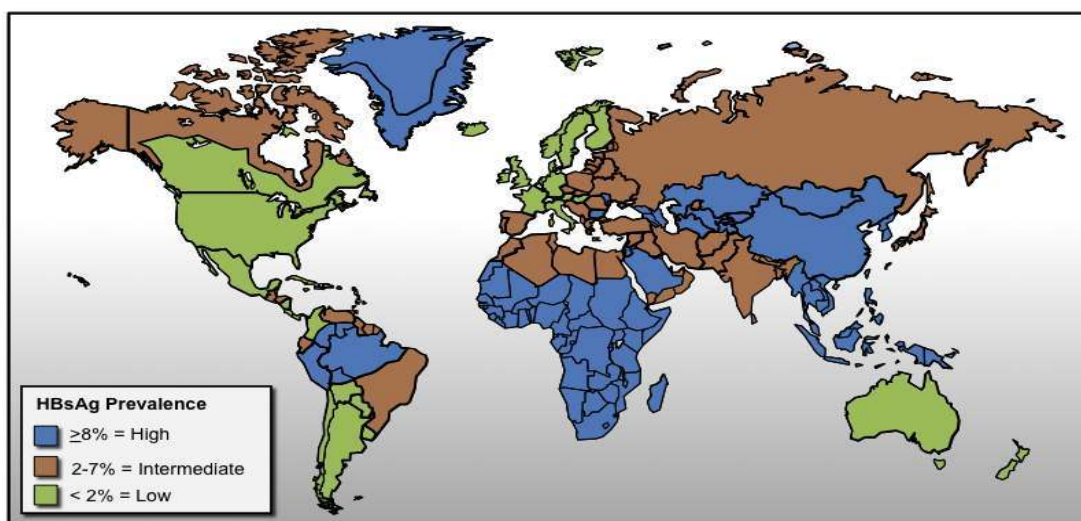 HBsAg Prevalence
≥8% = High
2-7% = Intermediate
< 2% = Low